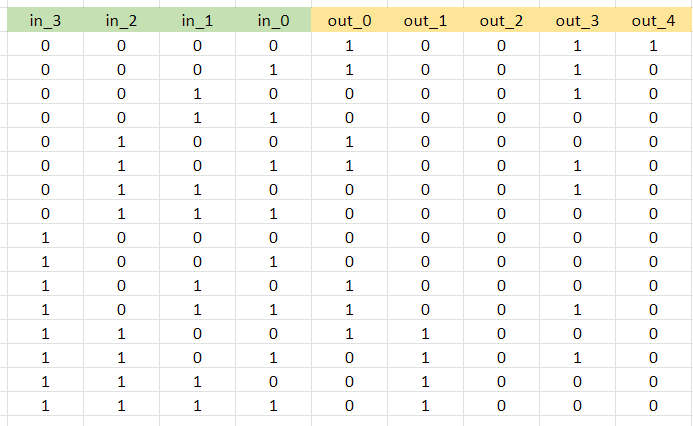 in_3 in_2 in_1 in_0 out_0 out_1 out_2 out_3 out_4
0 0 0 0 1 0 0 1 1
0 0 0 1 1 0 0 1 0
0 0 1 0 0 0 0 1 0
0 0 1 1 0 0 0 0 0
0 1 0 0 1 0 0 0 0
0 1 0 1 1 0 0 1 0
0 1 1 0 0 0 0 1 0
0 1 1 1 0 0 0 0 0
1 0 0 0 0 0 0 0 0
1 0 0 1 0 0 0 0 0
1 0 1 0 1 0 0 0 0
1 0 1 1 1 0 0 1 0
1 1 0 0 1 1 0 0 0
1 1 0 1 0 1 0 1 0
1 1 1 0 0 1 0 0 0
1 1 1 1 0 1 0 0 0